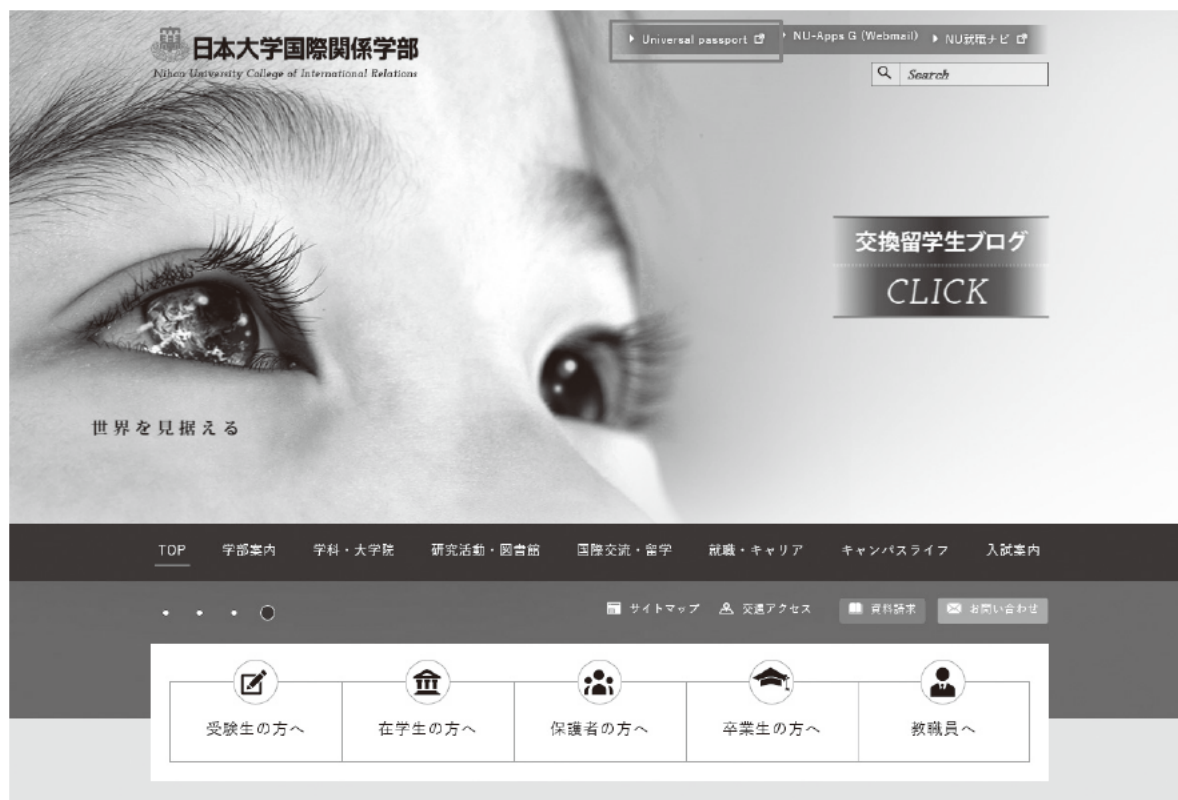 日本大学国際関係学部
Nihon University College of International Relations
Universal passport
NU-Apps G (Webmail)
NU就職ナビ
Search
交換留学生ブログ
CLICK
世界を見据える
TOP 学部案内 学科・大学院 研究活動・図書館 国際交流・留学 就職・キャリア キャンパスライフ 入試案内
サイトマップ 交通アクセス 資料請求 お問い合わせ
受験生の方へ 在学生の方へ 保護者の方へ 卒業生の方へ 教職員へ